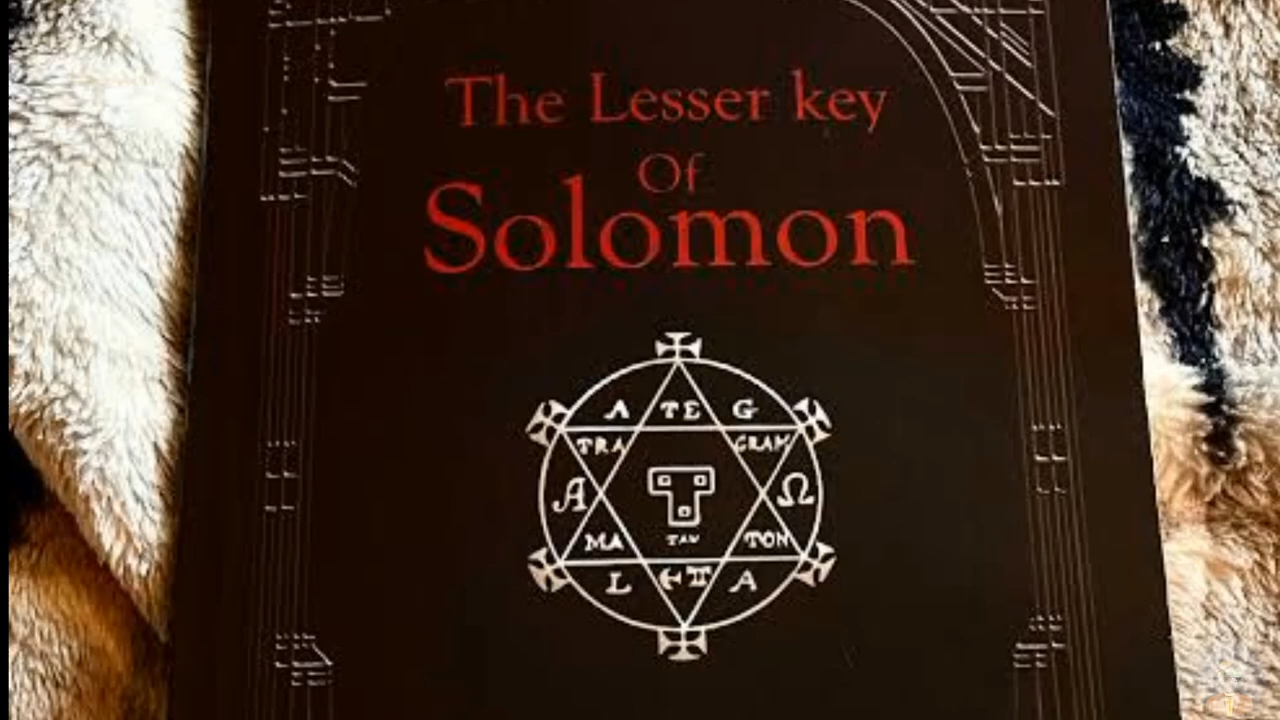 The Lesser key
Of
Solomon
A TE G
TRA GRAM
A Ω
MA TAU TON
L A